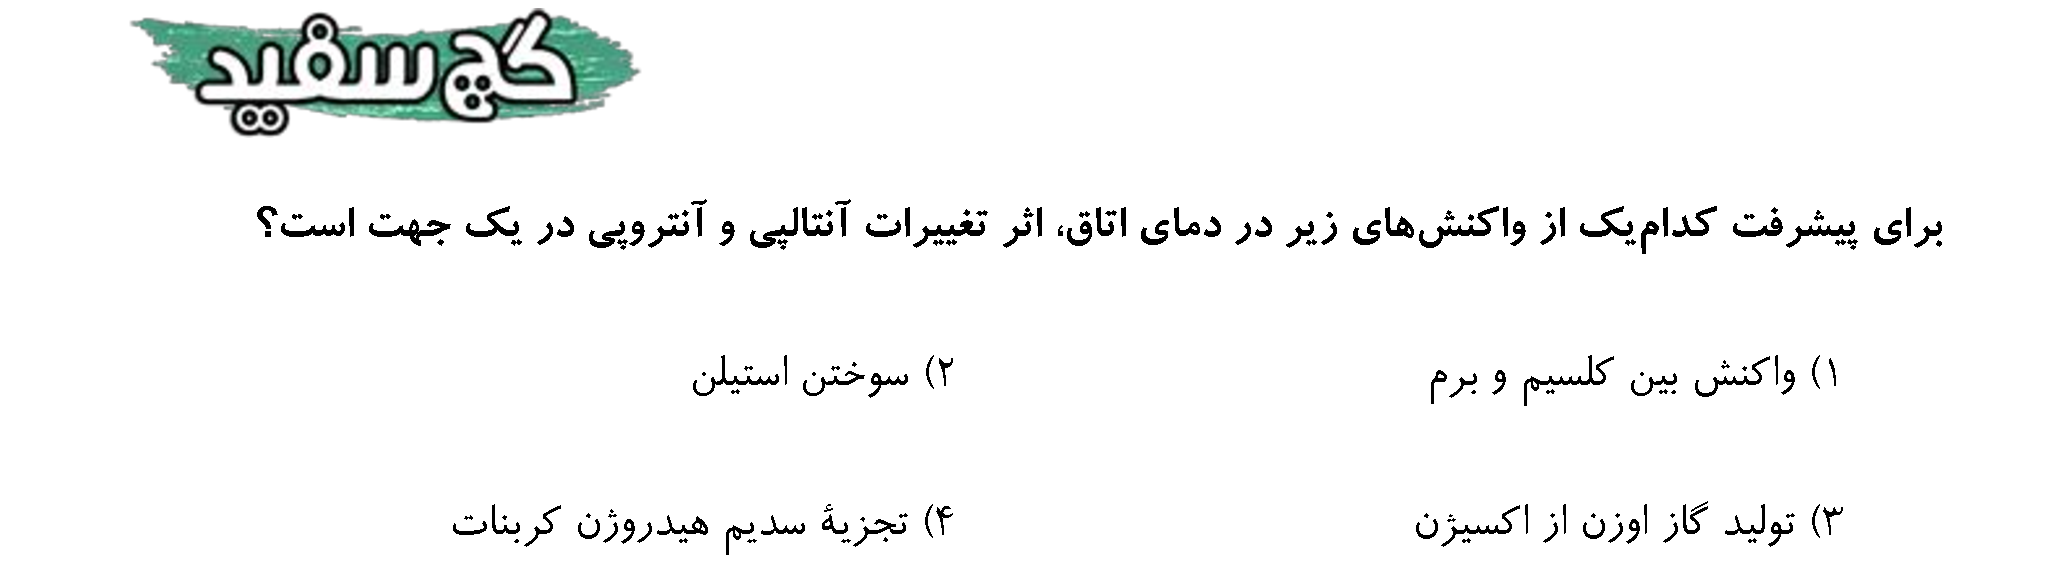 گچ سفید
برای پیشرفت کدام‌یک از واکنش‌های زیر در دمای اتاق، اثر تغییرات آنتالپی و آنتروپی در یک جهت است؟
۱) واکنش بین کلسیم و برم
۲) سوختن استیلن
۳) تولید گاز اوزن از اکسیژن
۴) تجزیهٔ سدیم هیدروژن کربنات